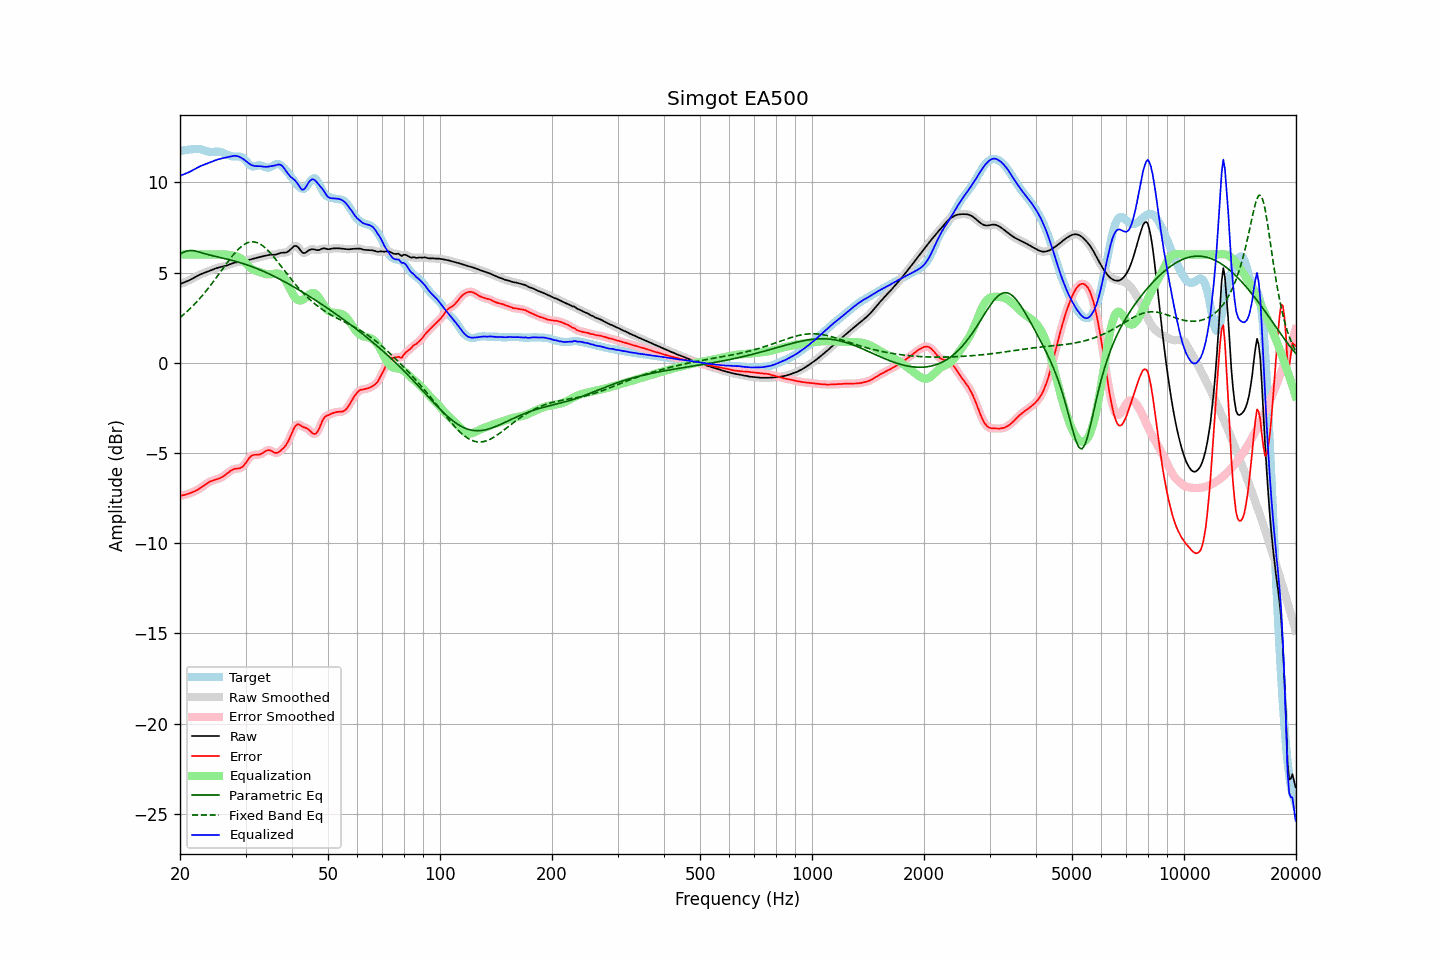 Simgot EA500
Amplitude (dBr)
10
5
0
−5
−10
−15
−20
−25
Target
Raw Smoothed
Error Smoothed
Raw
Error
Equalization
Parametric Eq
Fixed Band Eq
Equalized
20 50 100 200 500 1000 2000 5000 10000 20000
Frequency (Hz)